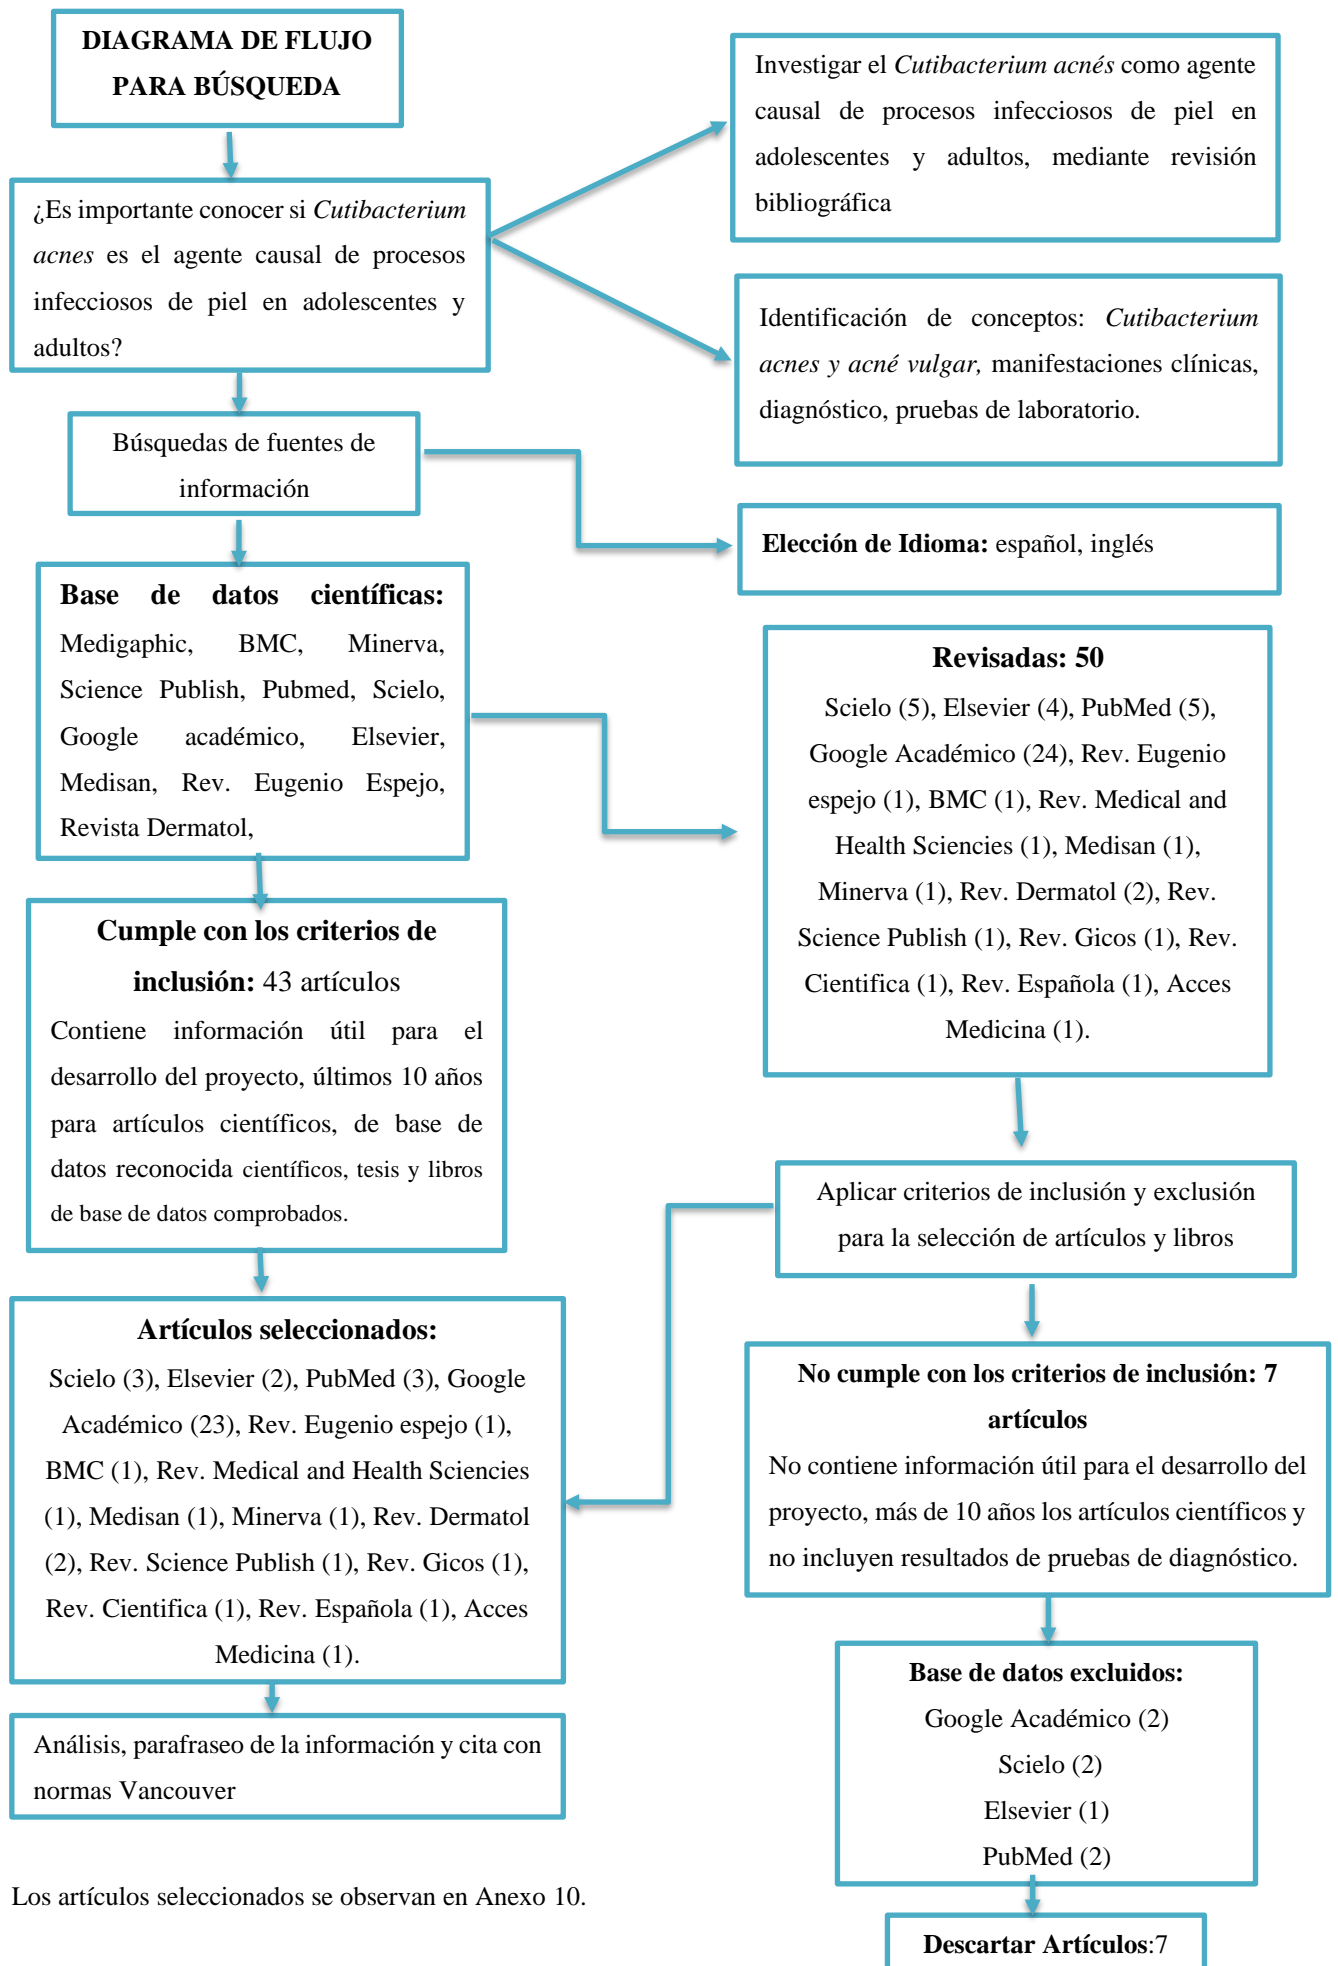 DIAGRAMA DE FLUJO
PARA BÚSQUEDA
¿Es importante conocer si Cutibacterium
acnes es el agente causal de procesos
infecciosos de piel en adolescentes y
adultos?
Investigar el Cutibacterium acnés como agente
causal de procesos infecciosos de piel en
adolescentes y adultos, mediante revisión
bibliográfica
Identificación de conceptos: Cutibacterium
acnes y acné vulgar, manifestaciones clínicas,
diagnóstico, pruebas de laboratorio.
Búsquedas de fuentes de
información
Elección de Idioma: español, inglés
Base de datos científicas:
Medigaphic, BMC, Minerva,
Science Publish, Pubmed, Scielo,
Google académico, Elsevier,
Medisan, Rev. Eugenio Espejo,
Revista Dermatol,
Revisadas: 50
Scielo (5), Elsevier (4), PubMed (5),
Google Académico (24), Rev. Eugenio
espejo (1), BMC (1), Rev. Medical and
Health Sciencies (1), Medisan (1),
Minerva (1), Rev. Dermatol (2), Rev.
Science Publish (1), Rev. Gicos (1), Rev.
Cientifica (1), Rev. Española (1), Acces
Medicina (1).
Cumple con los criterios de
inclusión: 43 artículos
Contiene información útil para el
desarrollo del proyecto, últimos 10 años
para artículos científicos, de base de
datos reconocida científicos, tesis y libros
de base de datos comprobados.
Aplicar criterios de inclusión y exclusión
para la selección de artículos y libros
Artículos seleccionados:
Scielo (3), Elsevier (2), PubMed (3), Google
Académico (23), Rev. Eugenio espejo (1),
BMC (1), Rev. Medical and Health Sciencies
(1), Medisan (1), Minerva (1), Rev. Dermatol
(2), Rev. Science Publish (1), Rev. Gicos (1),
Rev. Cientifica (1), Rev. Española (1), Acces
Medicina (1).
No cumple con los criterios de inclusión: 7
artículos
No contiene información útil para el desarrollo del
proyecto, más de 10 años los artículos científicos y
no incluyen resultados de pruebas de diagnóstico.
Base de datos excluidos:
Google Académico (2)
Scielo (2)
Elsevier (1)
PubMed (2)
Análisis, parafraseo de la información y cita con
normas Vancouver
Los artículos seleccionados se observan en Anexo 10.
Descartar Artículos:7